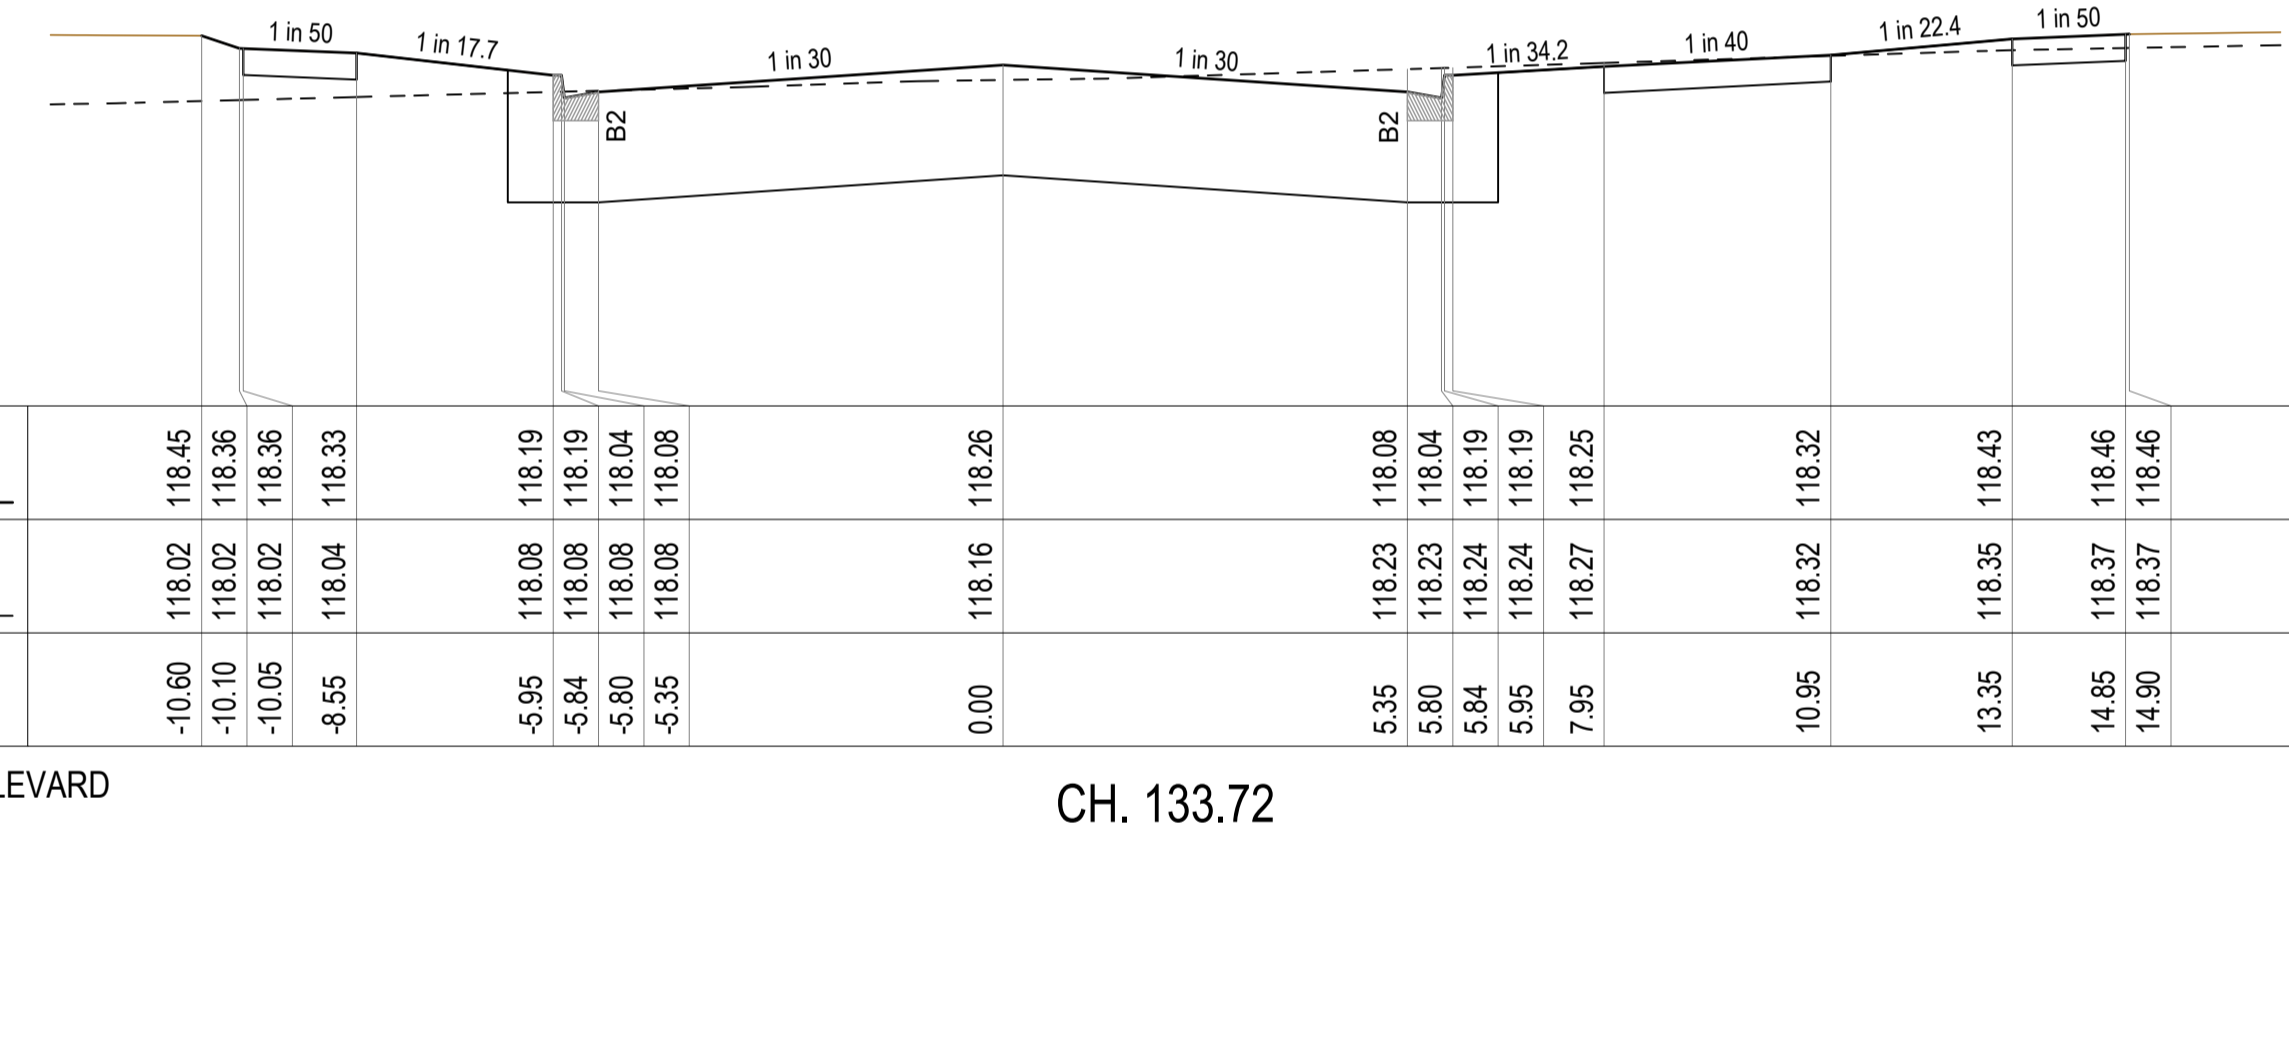 1 in 50
1 in 17.7
1 in 30
1 in 30
1 in 34.2
1 in 40
1 in 22.4
1 in 50
B2
B2
118.45 118.36 118.36 118.33 118.19 118.19 118.04 118.08 118.26 118.08 118.04 118.19 118.19 118.25 118.32 118.43 118.46 118.46
118.02 118.02 118.02 118.04 118.08 118.08 118.08 118.08 118.16 118.23 118.23 118.24 118.24 118.27 118.32 118.35 118.37 118.37
-10.60 -10.10 -10.05 -8.55 -5.95 -5.84 -5.80 -5.35 0.00 5.35 5.80 5.84 5.95 7.95 10.95 13.35 14.85 14.90
LEVARD
CH. 133.72